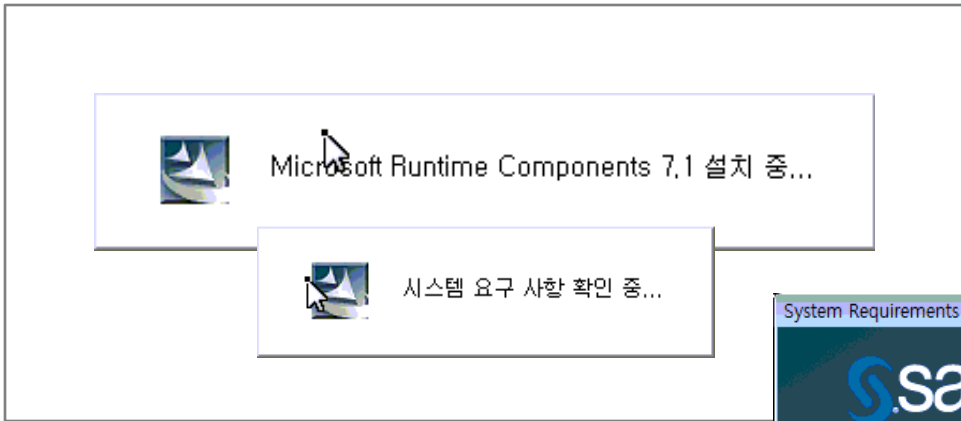 Microsoft Runtime Components 7.1 설치 중...
시스템 요구 사항 확인 중...
System Requirements
sa